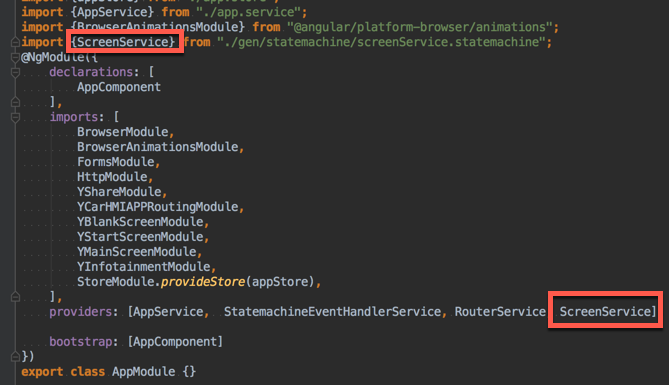 import {AppService} from "./app.service";
import {BrowserAnimationsModule} from "@angular/platform-browser/animations";
import {ScreenService} from "./gen/statemachine/screenService.statemachine";
@NgModule({
declarations: [
AppComponent
],
imports: [
BrowserModule,
BrowserAnimationsModule,
FormsModule,
HttpModule,
YShareModule,
YCarHMIAPPRoutingModule,
YBlankScreenModule,
YStartScreenModule,
YMainScreenModule,
YInfotainmentModule,
StoreModule.provideStore(appStore),
],
providers: [AppService, StatemachineEventHandlerService, RouterService ScreenService]
bootstrap: [AppComponent]
})
export class AppModule {}